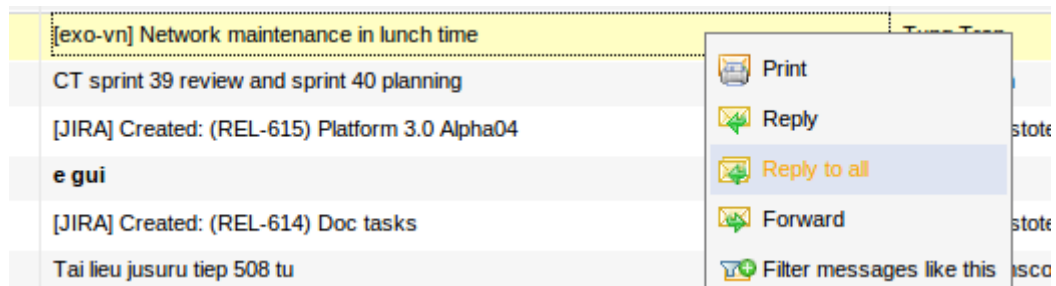 [exo-vn] Network maintenance in lunch time
Print
CT sprint 39 review and sprint 40 planning
Reply
[JIRA] Created: (REL-615) Platform 3.0 Alpha04
Reply to all
e gui
Forward
[JIRA] Created: (REL-614) Doc tasks
Filter messages like this
Tai lieu jusuru tiep 508 tu